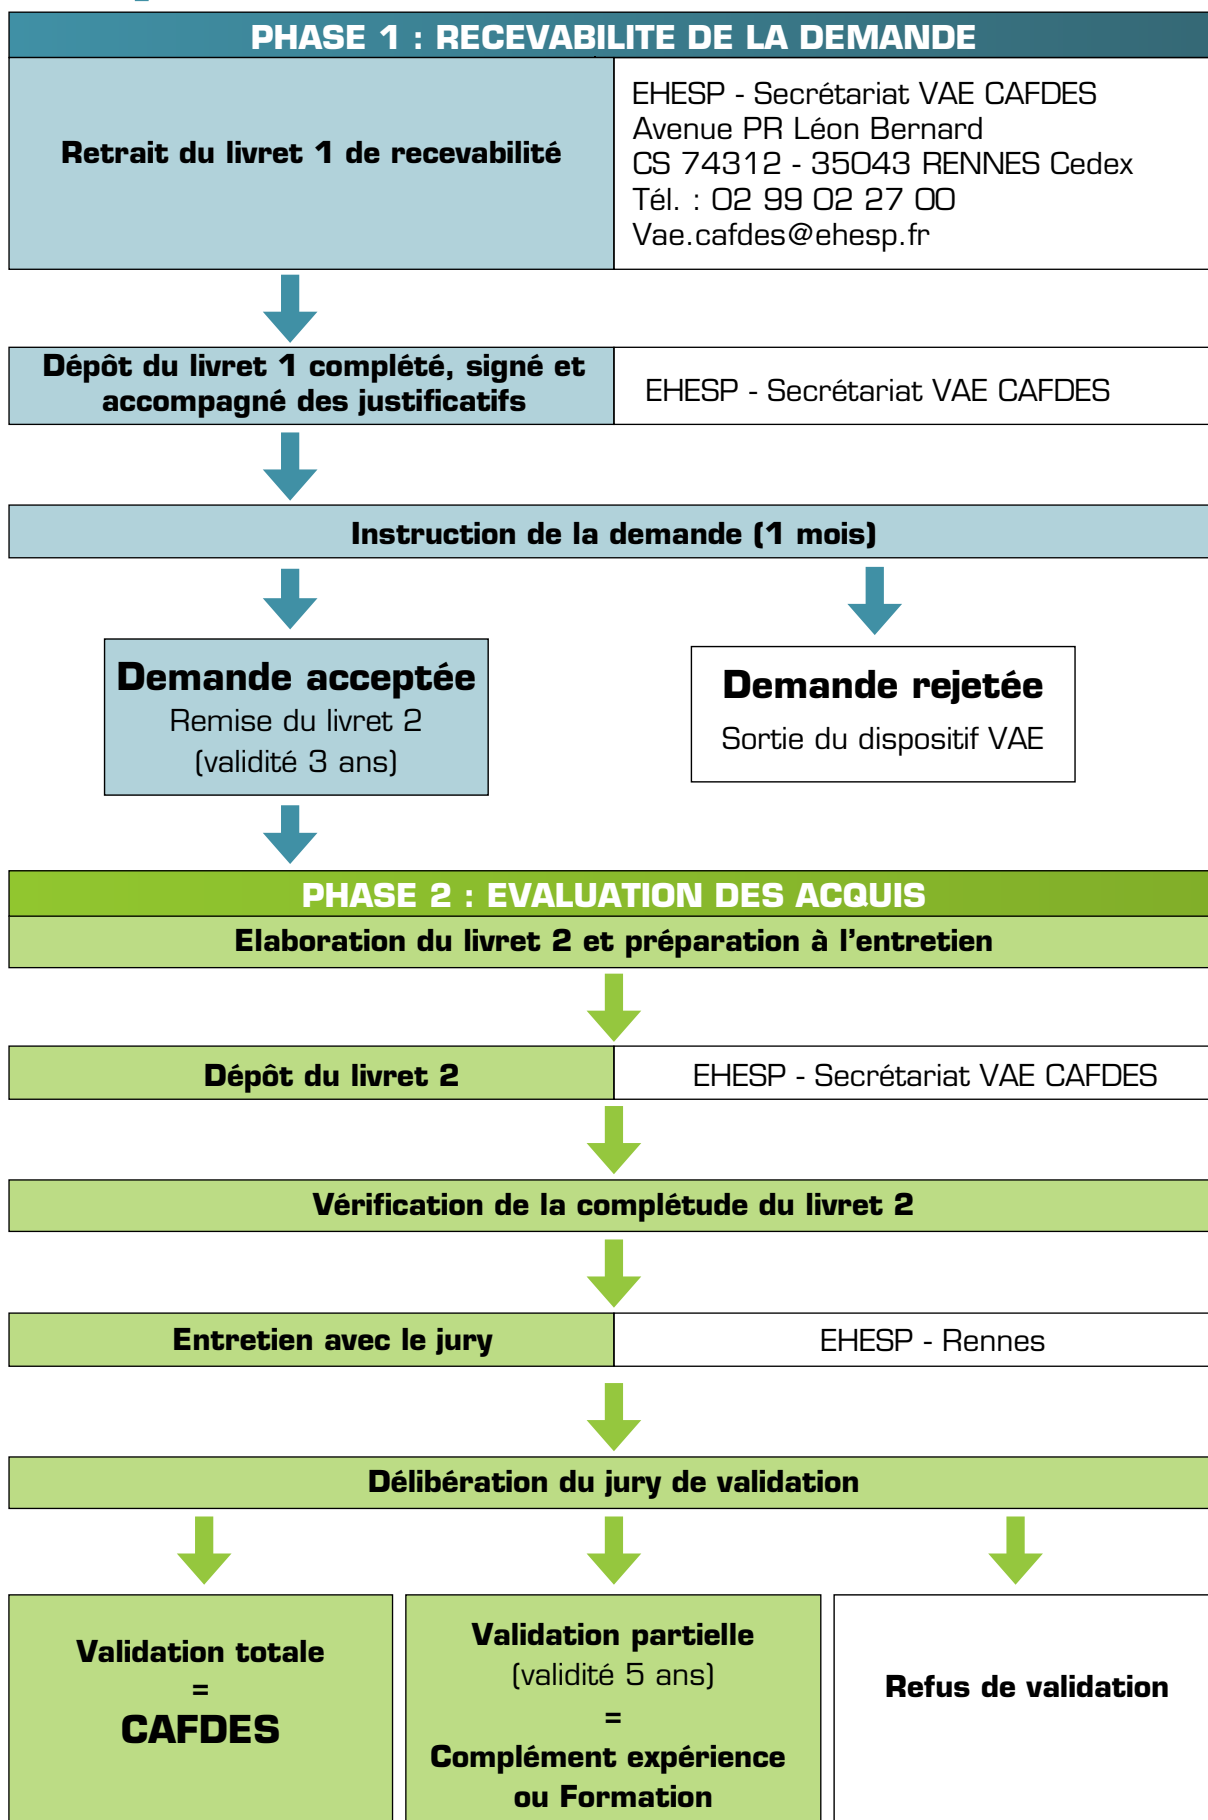 PHASE 1 : RECEVABILITE DE LA DEMANDE
Retrait du livret 1 de recevabilité
EHESP - Secrétariat VAE CAFDES
Avenue PR Léon Bernard
CS 74312 - 35043 RENNES Cedex
Tél. : 02 99 02 27 00
Vae.cafdes@ehesp.fr
Dépôt du livret 1 complété, signé et
accompagné des justificatifs
EHESP - Secrétariat VAE CAFDES
Instruction de la demande (1 mois)
Demande acceptée
Remise du livret 2
(validité 3 ans)
Demande rejetée
Sortie du dispositif VAE
PHASE 2 : EVALUATION DES ACQUIS
Elaboration du livret 2 et préparation à l'entretien
Dépôt du livret 2
EHESP - Secrétariat VAE CAFDES
Vérification de la complétude du livret 2
Entretien avec le jury
EHESP - Rennes
Délibération du jury de validation
Validation totale
=
CAFDES
Validation partielle
(validité 5 ans)
=
Complément expérience
ou Formation
Refus de validation